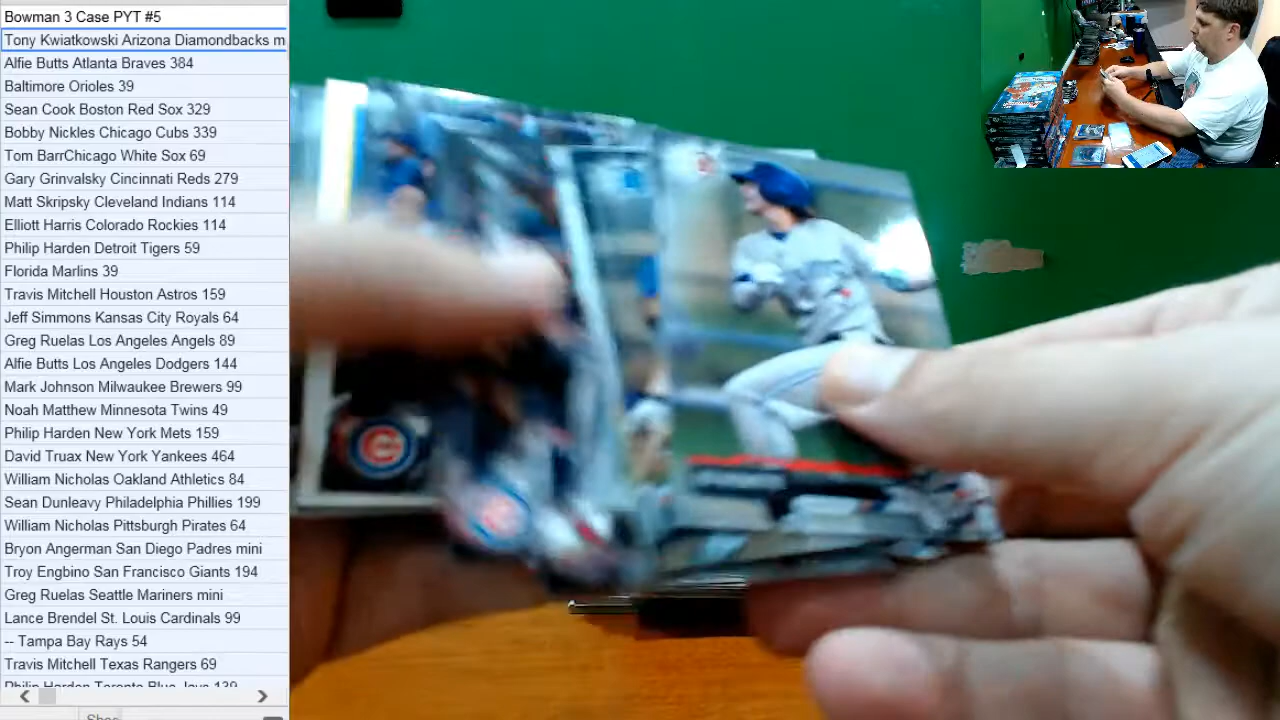 Bowman 3 Case PYT #5
Tony Kwiatkowski Arizona Diamondbacks m
Alfie Butts Atlanta Braves 384
Baltimore Orioles 39
Sean Cook Boston Red Sox 329
Bobby Nickles Chicago Cubs 339
Tom BarrChicago White Sox 69
Gary Grinvalsky Cincinnati Reds 279
Matt Skripsky Cleveland Indians 114
Elliott Harris Colorado Rockies 114
Philip Harden Detroit Tigers 59
Florida Marlins 39
Travis Mitchell Houston Astros 159
Jeff Simmons Kansas City Royals 64
Greg Ruelas Los Angeles Angels 89
Alfie Butts Los Angeles Dodgers 144
Mark Johnson Milwaukee Brewers 99
Noah Matthew Minnesota Twins 49
Philip Harden New York Mets 159
David Truax New York Yankees 464
William Nicholas Oakland Athletics 84
Sean Dunleavy Philadelphia Phillies 199
William Nicholas Pittsburgh Pirates 64
Bryon Angerman San Diego Padres mini
Troy Engbino San Francisco Giants 194
Greg Ruelas Seattle Mariners mini
Lance Brendel St. Louis Cardinals 99
-- Tampa Bay Rays 54
Travis Mitchell Texas Rangers 69
Philip Harden Toronto Blue Jays 139